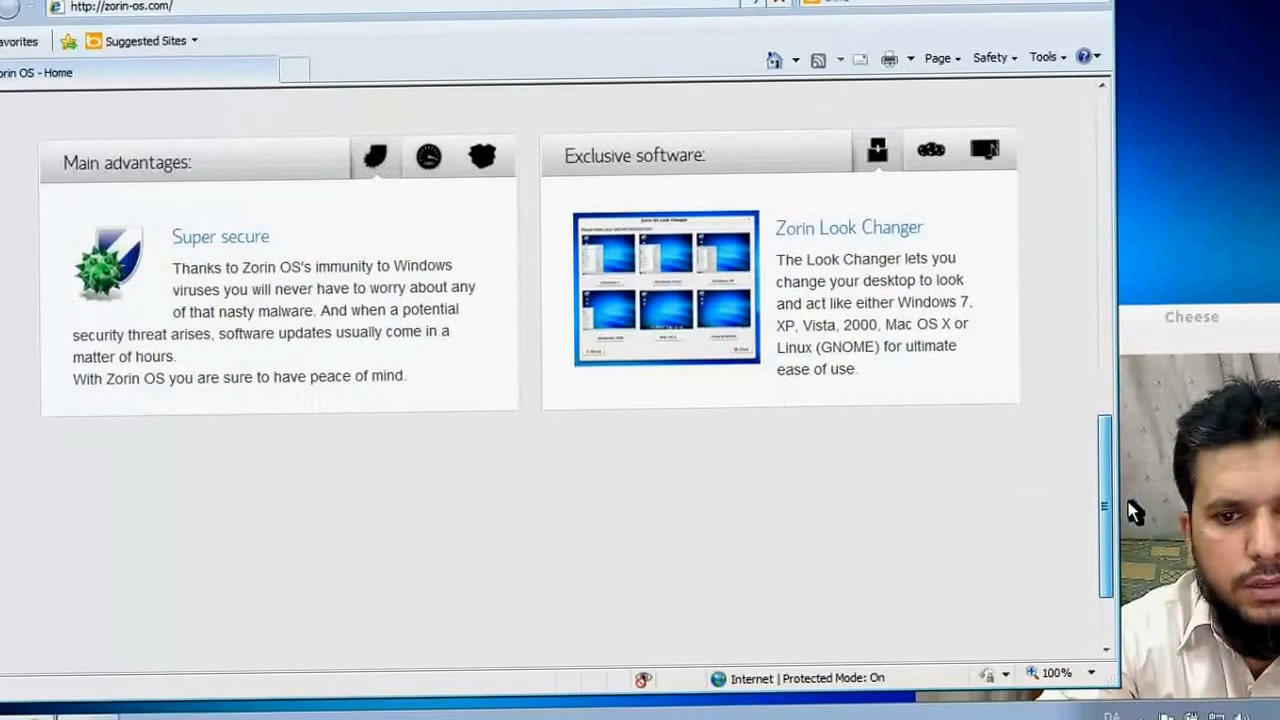 http://zorin-os.com/
avorites
Suggested Sites
orin OS - Home
Page
Safety
Tools
Main advantages:
Super secure
Thanks to Zorin OS's immunity to Windows
viruses you will never have to worry about any
of that nasty malware. And when a potential
security threat arises, software updates usually come in a
matter of hours.
With Zorin OS you are sure to have peace of mind.
Exclusive software:
Zorin Look Changer
The Look Changer lets you
change your desktop to look
and act like either Windows 7,
XP, Vista, 2000, Mac OS X or
Linux (GNOME) for ultimate
ease of use.
Cheese
Internet | Protected Mode: On
100%